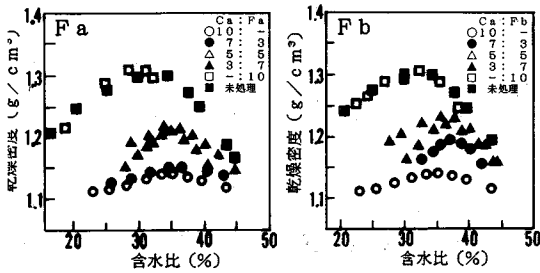 Fa
Ca : Fa
○ 10 : －
● 7 : 3
△ 5 : 5
▲ 3 : 7
□ － : 10
■ 未処理
1.4
1.3
1.2
1.1
乾燥密度 (g/cm³)
20 30 40 50
含水比 (%)
Fb
Ca : Fb
○ 10 : －
● 7 : 3
△ 5 : 5
▲ 3 : 7
□ － : 10
■ 未処理
1.4
1.3
1.2
1.1
乾燥密度 (g/cm³)
20 30 40 50
含水比 (%)